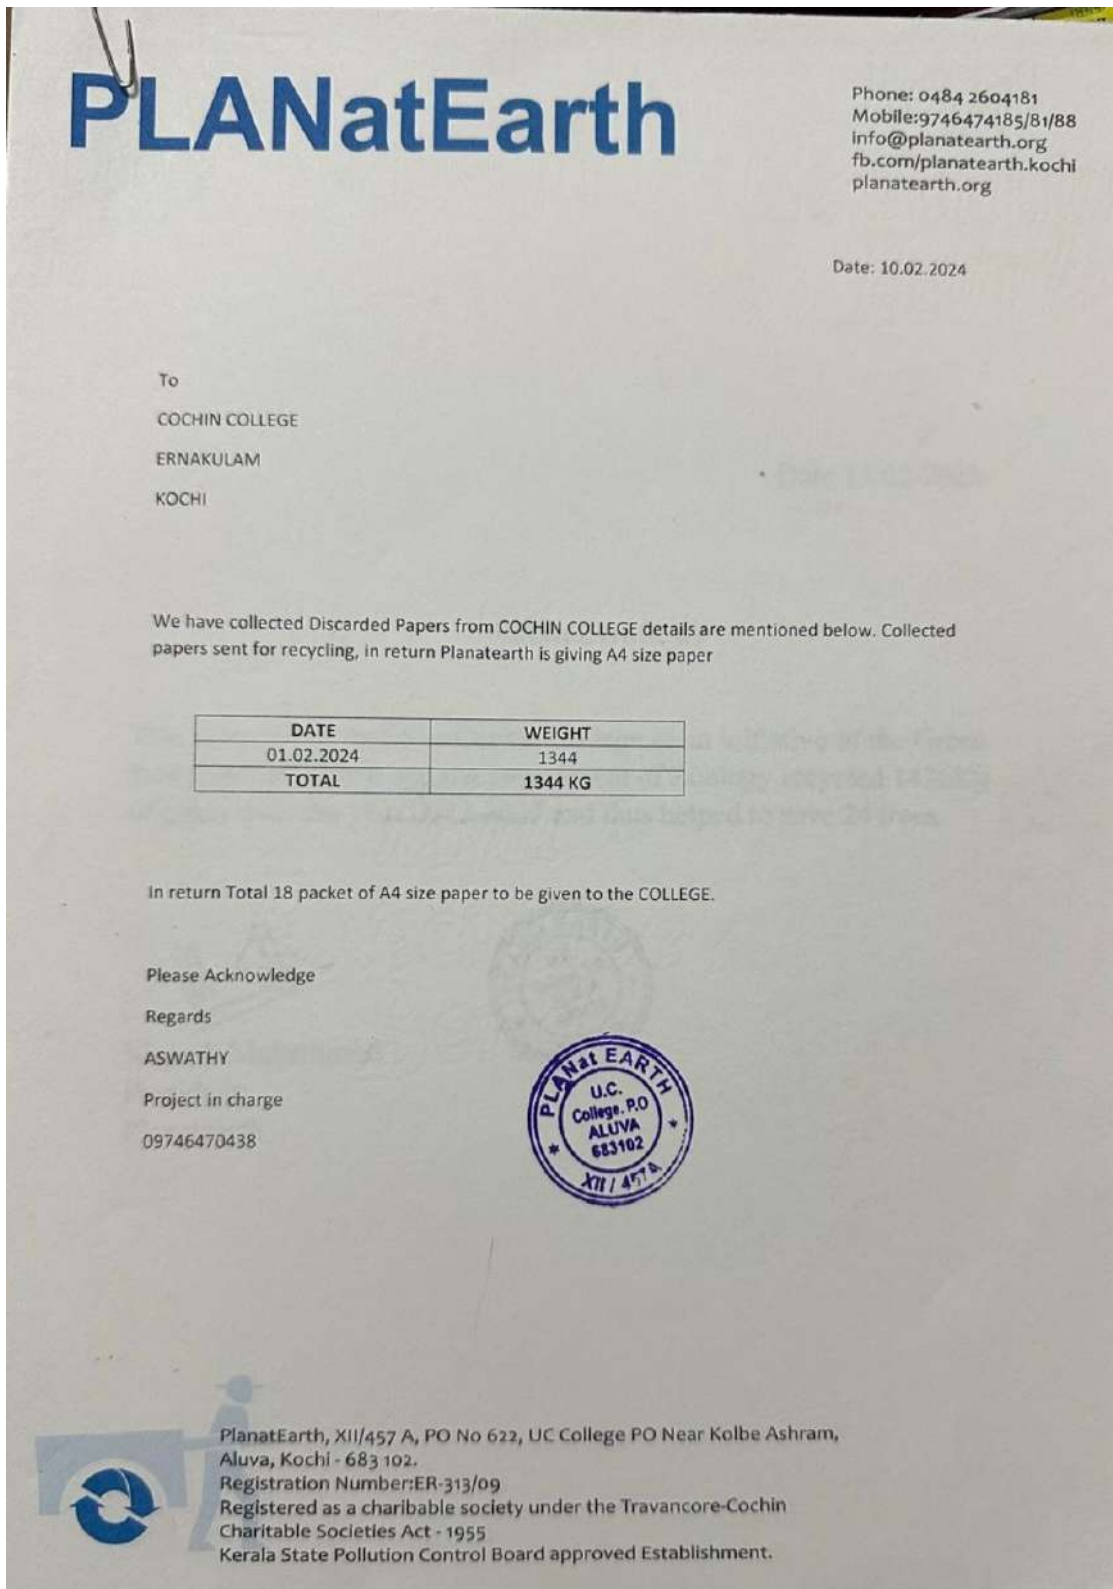 PLANatEarth
Phone: 0484 2604181
Mobile:9746474185/81/88
info@planatearth.org
fb.com/planatearth.kochi
planatearth.org
Date: 10.02.2024
To
COCHIN COLLEGE
ERNAKULAM
KOCHI
We have collected Discarded Papers from COCHIN COLLEGE details are mentioned below. Collected
papers sent for recycling, in return Planatearth is giving A4 size paper
DATE WEIGHT
01.02.2024 1344
TOTAL 1344 KG
In return Total 18 packet of A4 size paper to be given to the COLLEGE.
Please Acknowledge
Regards
ASWATHY
Project in charge
09746470438
PLANat EARTH
U.C.
College. P.O
ALUVA
683102
XII / 457 A
PlanatEarth, XII/457 A, PO No 622, UC College PO Near Kolbe Ashram,
Aluva, Kochi - 683 102.
Registration Number:ER-313/09
Registered as a charibable society under the Travancore-Cochin
Charitable Societies Act - 1955
Kerala State Pollution Control Board approved Establishment.